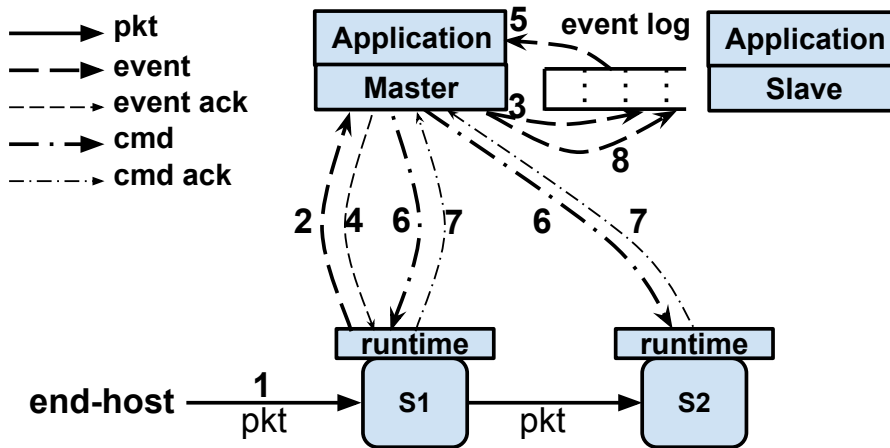 pkt
event
event ack
cmd
cmd ack
Application
Master
5
event log
Application
Slave
3
8
2
4
6
7
6
7
runtime
runtime
end-host
1
pkt
S1
pkt
S2